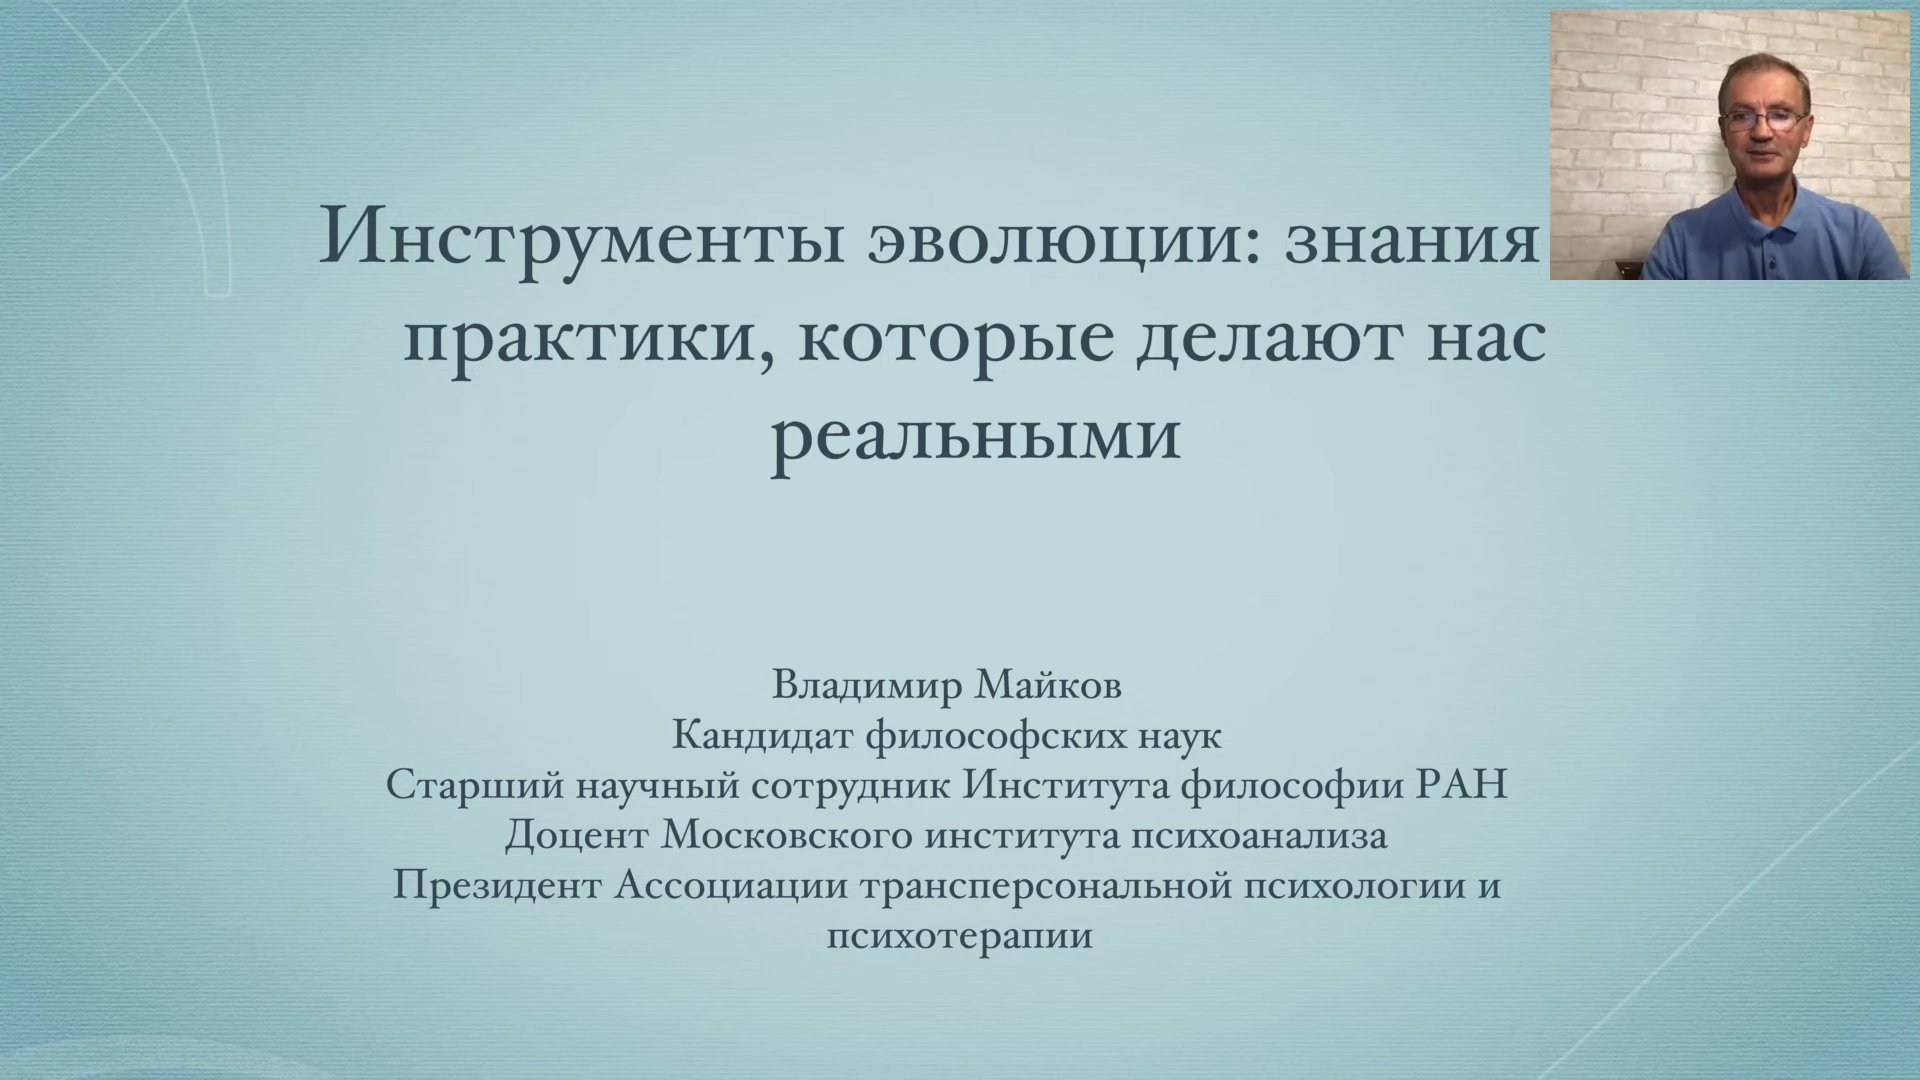 Инструменты эволюции: знания
практики, которые делают нас
реальными
Владимир Майков
Кандидат философских наук
Старший научный сотрудник Института философии РАН
Доцент Московского института психоанализа
Президент Ассоциации трансперсональной психологии и
психотерапии